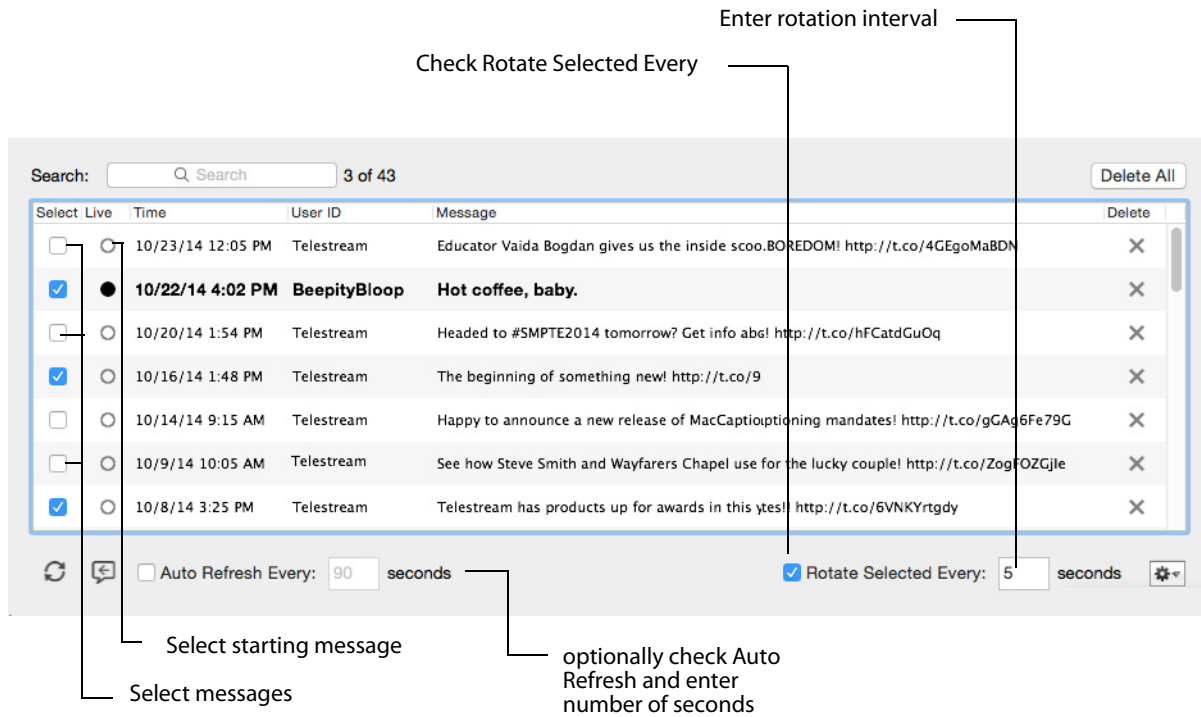 Enter rotation interval
Check Rotate Selected Every
Search: Search 3 of 43 Delete All
Select Live Time User ID Message Delete
10/23/14 12:05 PM Telestream Educator Vaida Bogdan gives us the inside scoo.BOREDOM! http://t.co/4GEgoMaBDN
10/22/14 4:02 PM BeepityBloop Hot coffee, baby.
10/20/14 1:54 PM Telestream Headed to #SMPTE2014 tomorrow? Get info abɢ! http://t.co/hFCatdGuOq
10/16/14 1:48 PM Telestream The beginning of something new! http://t.co/9
10/14/14 9:15 AM Telestream Happy to announce a new release of MacCaptiouptioning mandates! http://t.co/gGAg6Fe79G
10/9/14 10:05 AM Telestream See how Steve Smith and Wayfarers Chapel use for the lucky couple! http://t.co/ZogFOZGjIe
10/8/14 3:25 PM Telestream Telestream has products up for awards in this ytes!! http://t.co/6VNKYrtgdy
Auto Refresh Every: 90 seconds Rotate Selected Every: 5 seconds
Select starting message
Select messages
optionally check Auto
Refresh and enter
number of seconds